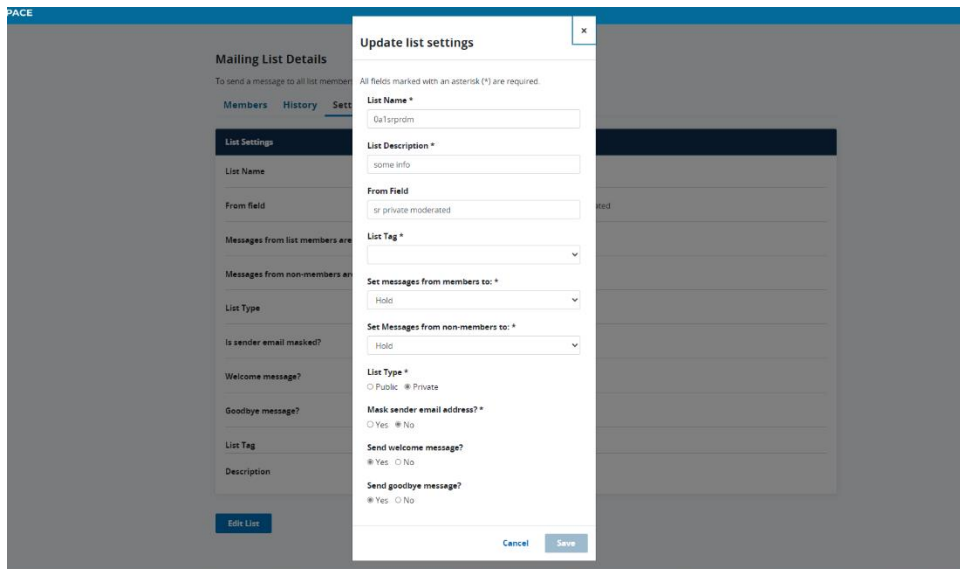 PACE
×
Update list settings
Mailing List Details
To send a message to all list member
All fields marked with an asterisk (*) are required.
Members History Sett
List Name *
0a1srprdm
List Settings
List Description *
some info
List Name
From Field
From field
sr private moderated
ated
List Tag *
Messages from list members are
Messages from non-members are
Set messages from members to: *
Hold
List Type
Set Messages from non-members to: *
Hold
Is sender email masked?
List Type *
Public Private
Welcome message?
Mask sender email address? *
Yes No
Goodbye message?
List Tag
Send welcome message?
Yes No
Description
Send goodbye message?
Yes No
Edit List
Cancel Save